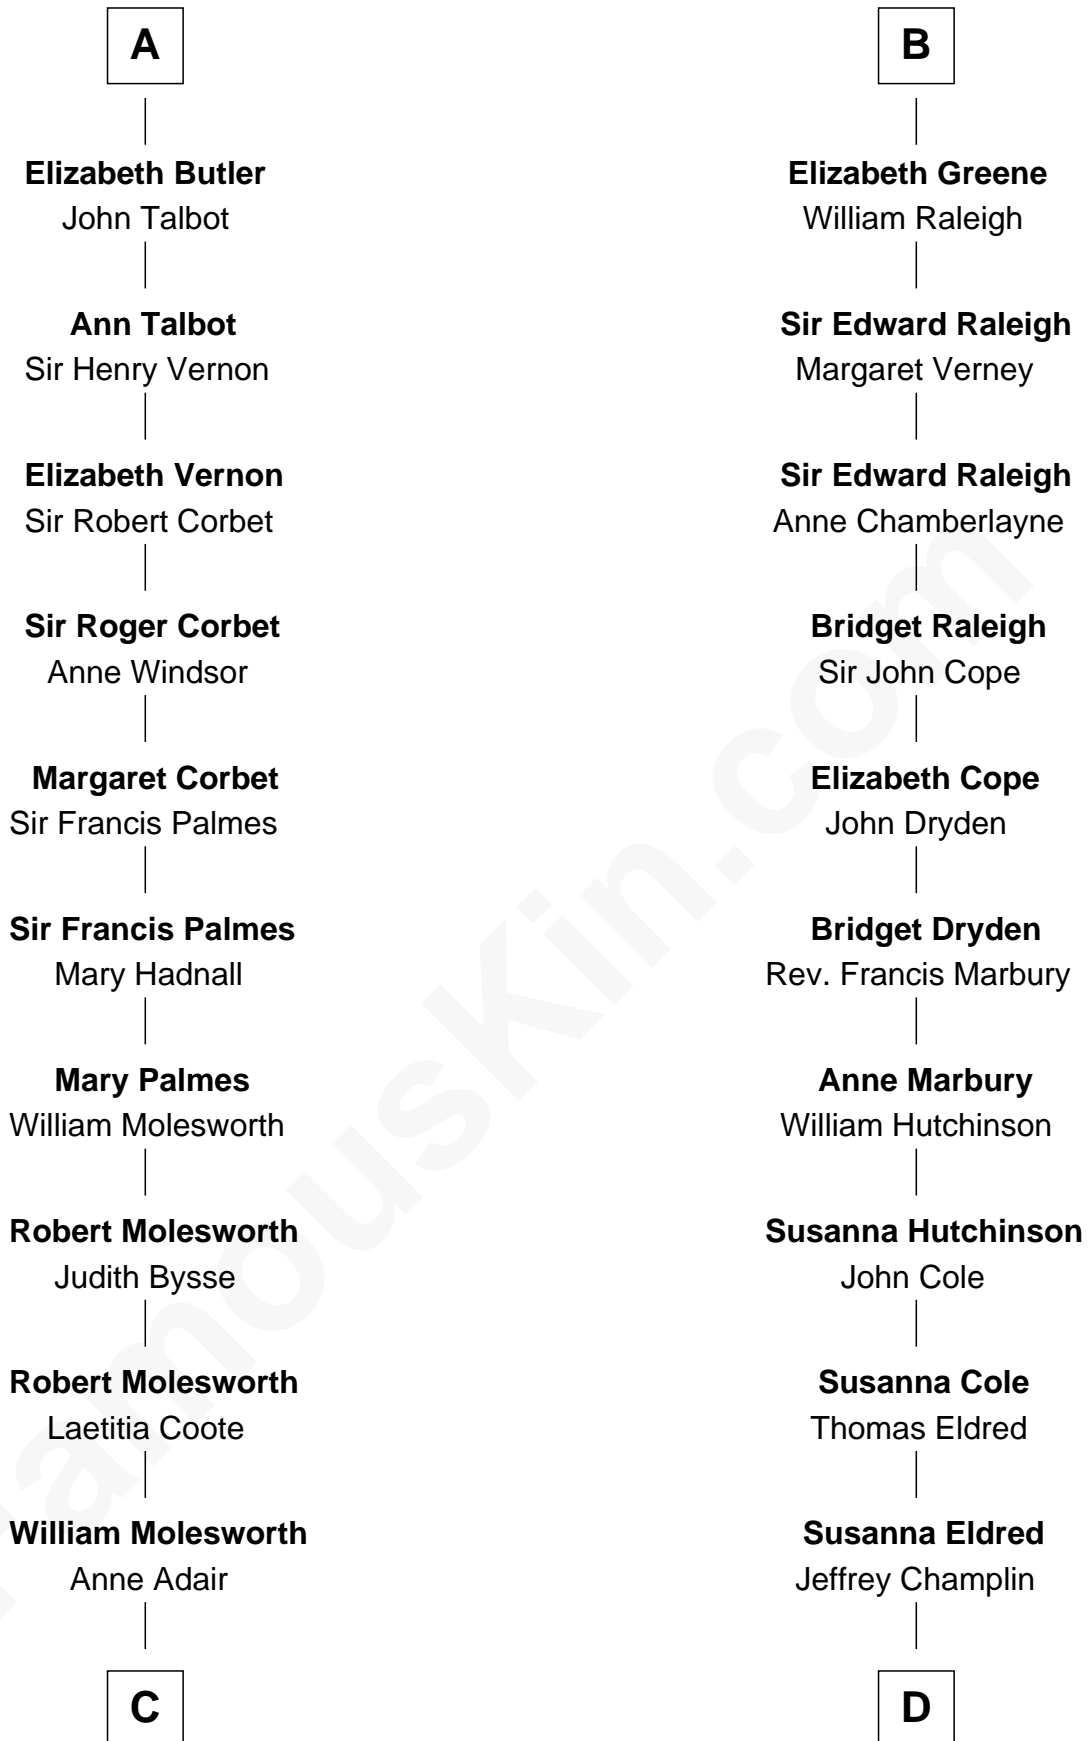 A
Elizabeth Butler
John Talbot
Ann Talbot
Sir Henry Vernon
Elizabeth Vernon
Sir Robert Corbet
Sir Roger Corbet
Anne Windsor
Margaret Corbet
Sir Francis Palmes
Sir Francis Palmes
Mary Hadnall
Mary Palmes
William Molesworth
Robert Molesworth
Judith Bysse
Robert Molesworth
Laetitia Coote
William Molesworth
Anne Adair
C
B
Elizabeth Greene
William Raleigh
Sir Edward Raleigh
Margaret Verney
Sir Edward Raleigh
Anne Chamberlayne
Bridget Raleigh
Sir John Cope
Elizabeth Cope
John Dryden
Bridget Dryden
Rev. Francis Marbury
Anne Marbury
William Hutchinson
Susanna Hutchinson
John Cole
Susanna Cole
Thomas Eldred
Susanna Eldred
Jeffrey Champlin
D
FamousKin.com